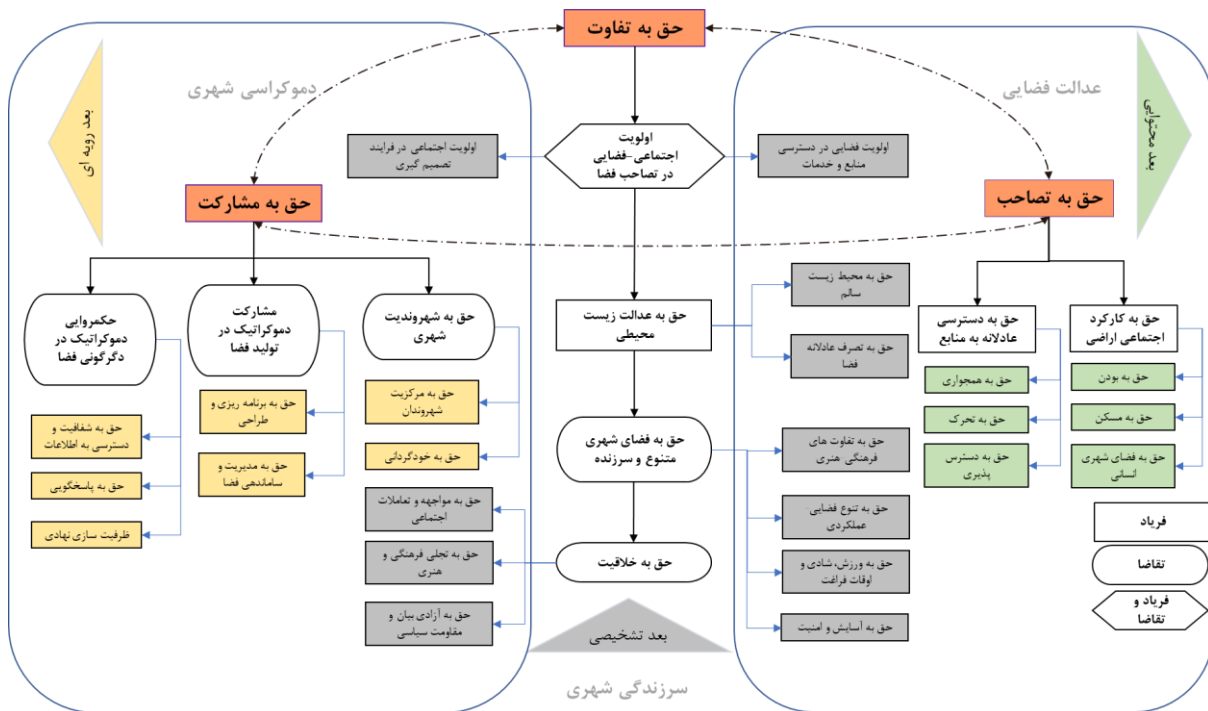 حق به تفاوت
عدالت فضایی
دموکراسی شهری
بعد محتوایی
بعد رویه ای
اولویت
اجتماعی-فضایی
در تصاحب فضا
اولویت فضایی در دسترسی
منابع و خدمات
اولویت اجتماعی در فرایند
تصمیم گیری
حق به تصاحب
حق به مشارکت
حق به کارکرد
اجتماعی اراضی
حق به بودن
حق به مسکن
حق به فضای شهری
انسانی
حق به دسترسی
عادلانه به منابع
حق به همجواری
حق به تحرک
حق به دسترس
پذیری
حق به عدالت زیست
محیطی
حق به محیط زیست
سالم
حق به تصرف عادلانه
فضا
حق به فضای شهری
متنوع و سرزنده
حق به تفاوت های
فرهنگی-هنری
حق به تنوع فضایی-
عملکردی
حق به ورزش، شادی و
اوقات فراغت
حق به آسایش و امنیت
حق به خلاقیت
حق به مواجهه و تعاملات
اجتماعی
حق به تجلی فرهنگی و
هنری
حق به آزادی بیان و
مقاومت سیاسی
حق به شهروندیت
شهری
حق به مرکزیت
شهروندان
حق به خودگردانی
مشارکت
دموکراتیک در
تولید فضا
حق به برنامه ریزی و
طراحی
حق به مدیریت و
ساماندهی فضا
حکمروایی
دموکراتیک در
دگرگونی فضا
حق به شفافیت و
دسترسی به اطلاعات
حق به پاسخگویی
ظرفیت سازی نهادی
فریاد
تقاضا
فریاد و
تقاضا
بعد تشخیصی
سرزندگی شهری